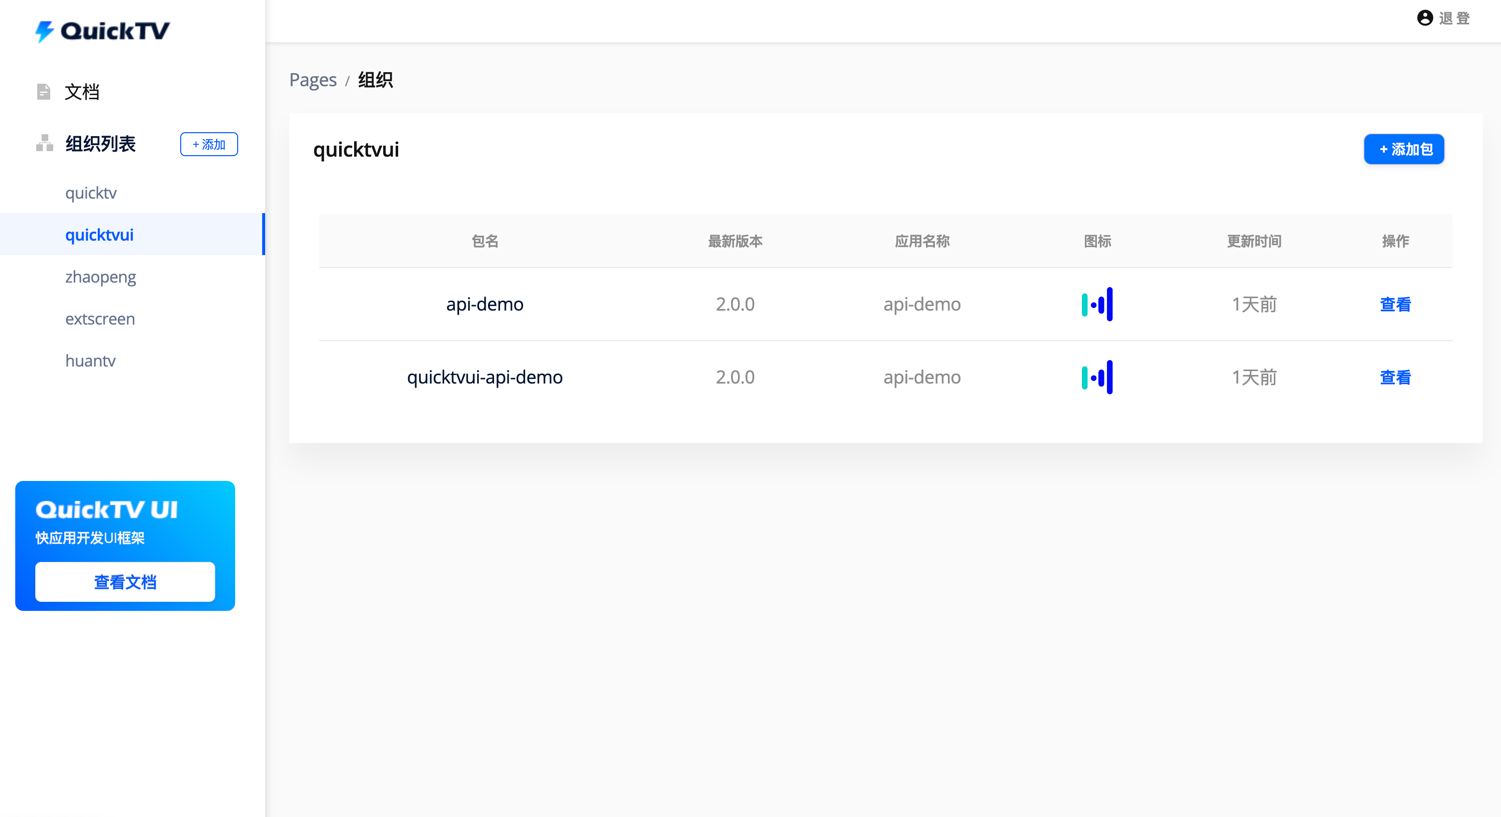 QuickTV
退 登
文档
组织列表
+ 添加
quicktv
quicktvui
zhaopeng
extscreen
huantv
QuickTV UI
快应用开发UI框架
查看文档
Pages / 组织
quicktvui
+ 添加包
包名 最新版本 应用名称 图标 更新时间 操作
api-demo 2.0.0 api-demo 1天前 查看
quicktvui-api-demo 2.0.0 api-demo 1天前 查看